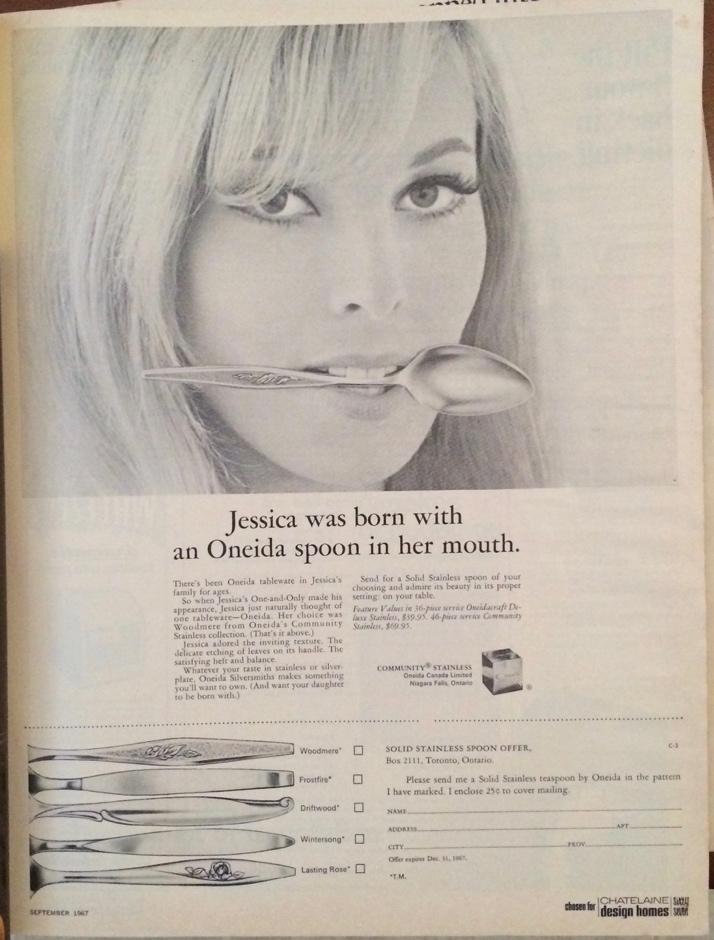 Jessica was born with
an Oneida spoon in her mouth.
There's been Oneida tableware in Jessica's
family for ages.
So when Jessica's One-and-Only made his
appearance, Jessica just naturally thought of
one tableware—Oneida. Her choice was
Woodmere from Oneida's Community
Stainless collection. (That's it above.)
Jessica adored the inviting texture. The
delicate etching of leaves on its handle. The
satisfying heft and balance.
Whatever your taste in stainless or silver-
plate, Oneida Silversmiths makes something
you'll want to own. (And want your daughter
to be born with.)
Send for a Solid Stainless spoon of your
choosing and admire its beauty in its proper
setting: on your table.
Feature Values in 36-piece service Oneidacraft De-
luxe Stainless, $39.95. 46-piece service Community
Stainless, $69.95.
COMMUNITY® STAINLESS
Oneida Canada Limited
Niagara Falls, Ontario
®
Woodmere*
Frostfire*
Driftwood*
Wintersong*
Lasting Rose*
SOLID STAINLESS SPOON OFFER,
C-3
Box 2111, Toronto, Ontario.
Please send me a Solid Stainless teaspoon by Oneida in the pattern
I have marked. I enclose 25¢ to cover mailing.
NAME
ADDRESS APT
CITY PROV.
Offer expires Dec. 31, 1967.
*T.M.
SEPTEMBER 1967
chosen for CHATELAINE
design homes